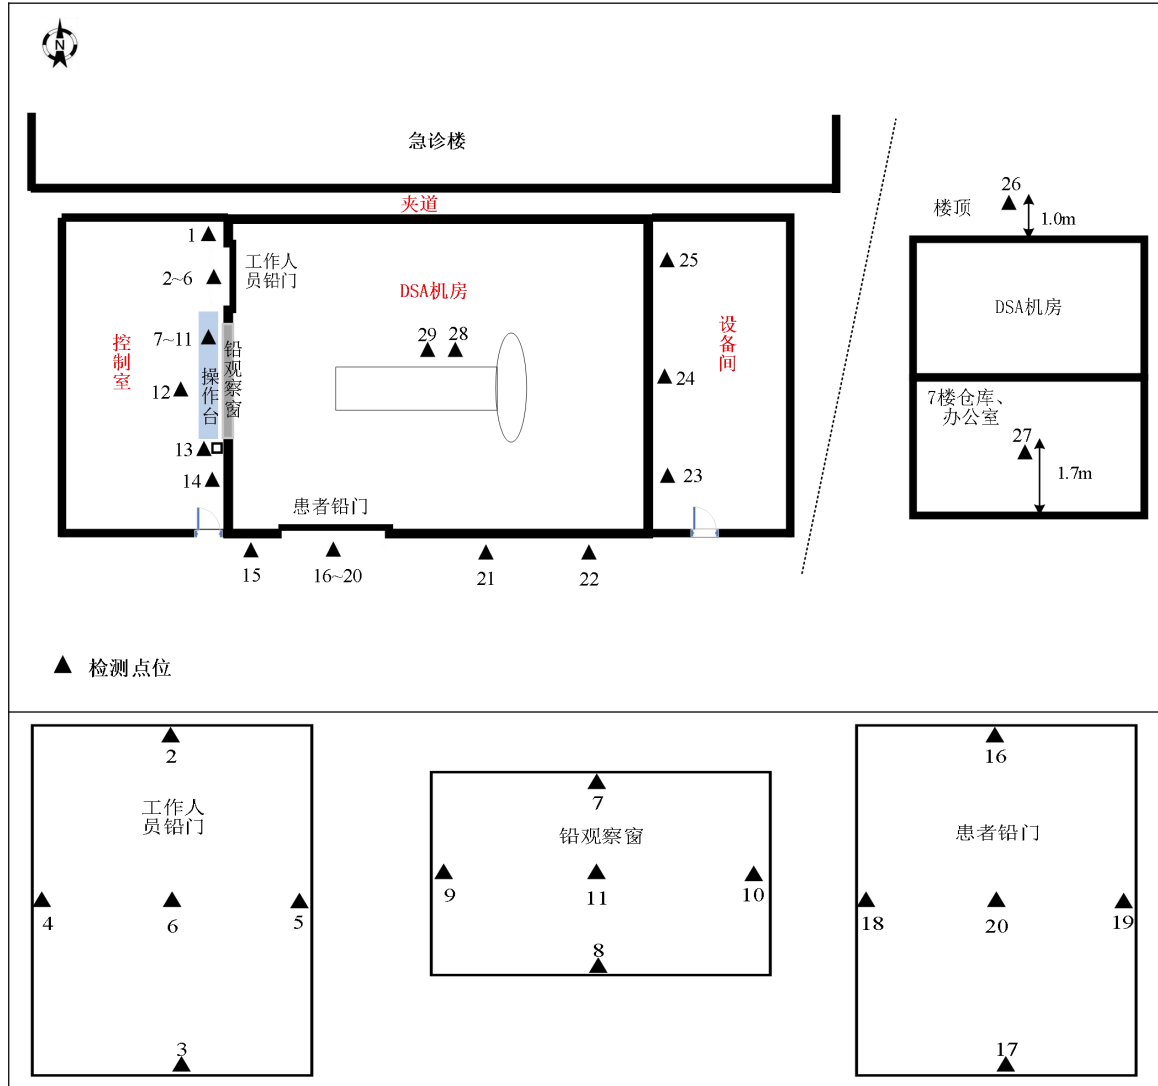 N
急诊楼
夹道
26
楼顶
1.0m
1
工作人
员铅门
2~6
25
DSA机房
DSA机房
7~11
29
28
设备间
控制室
铅观察窗
操作台
12
24
7楼仓库、
办公室
27
13
14
23
1.7m
患者铅门
15
16~20
21
22
检测点位
2
工作人
员铅门
4
6
5
3
7
铅观察窗
9
11
10
8
16
患者铅门
18
20
19
17